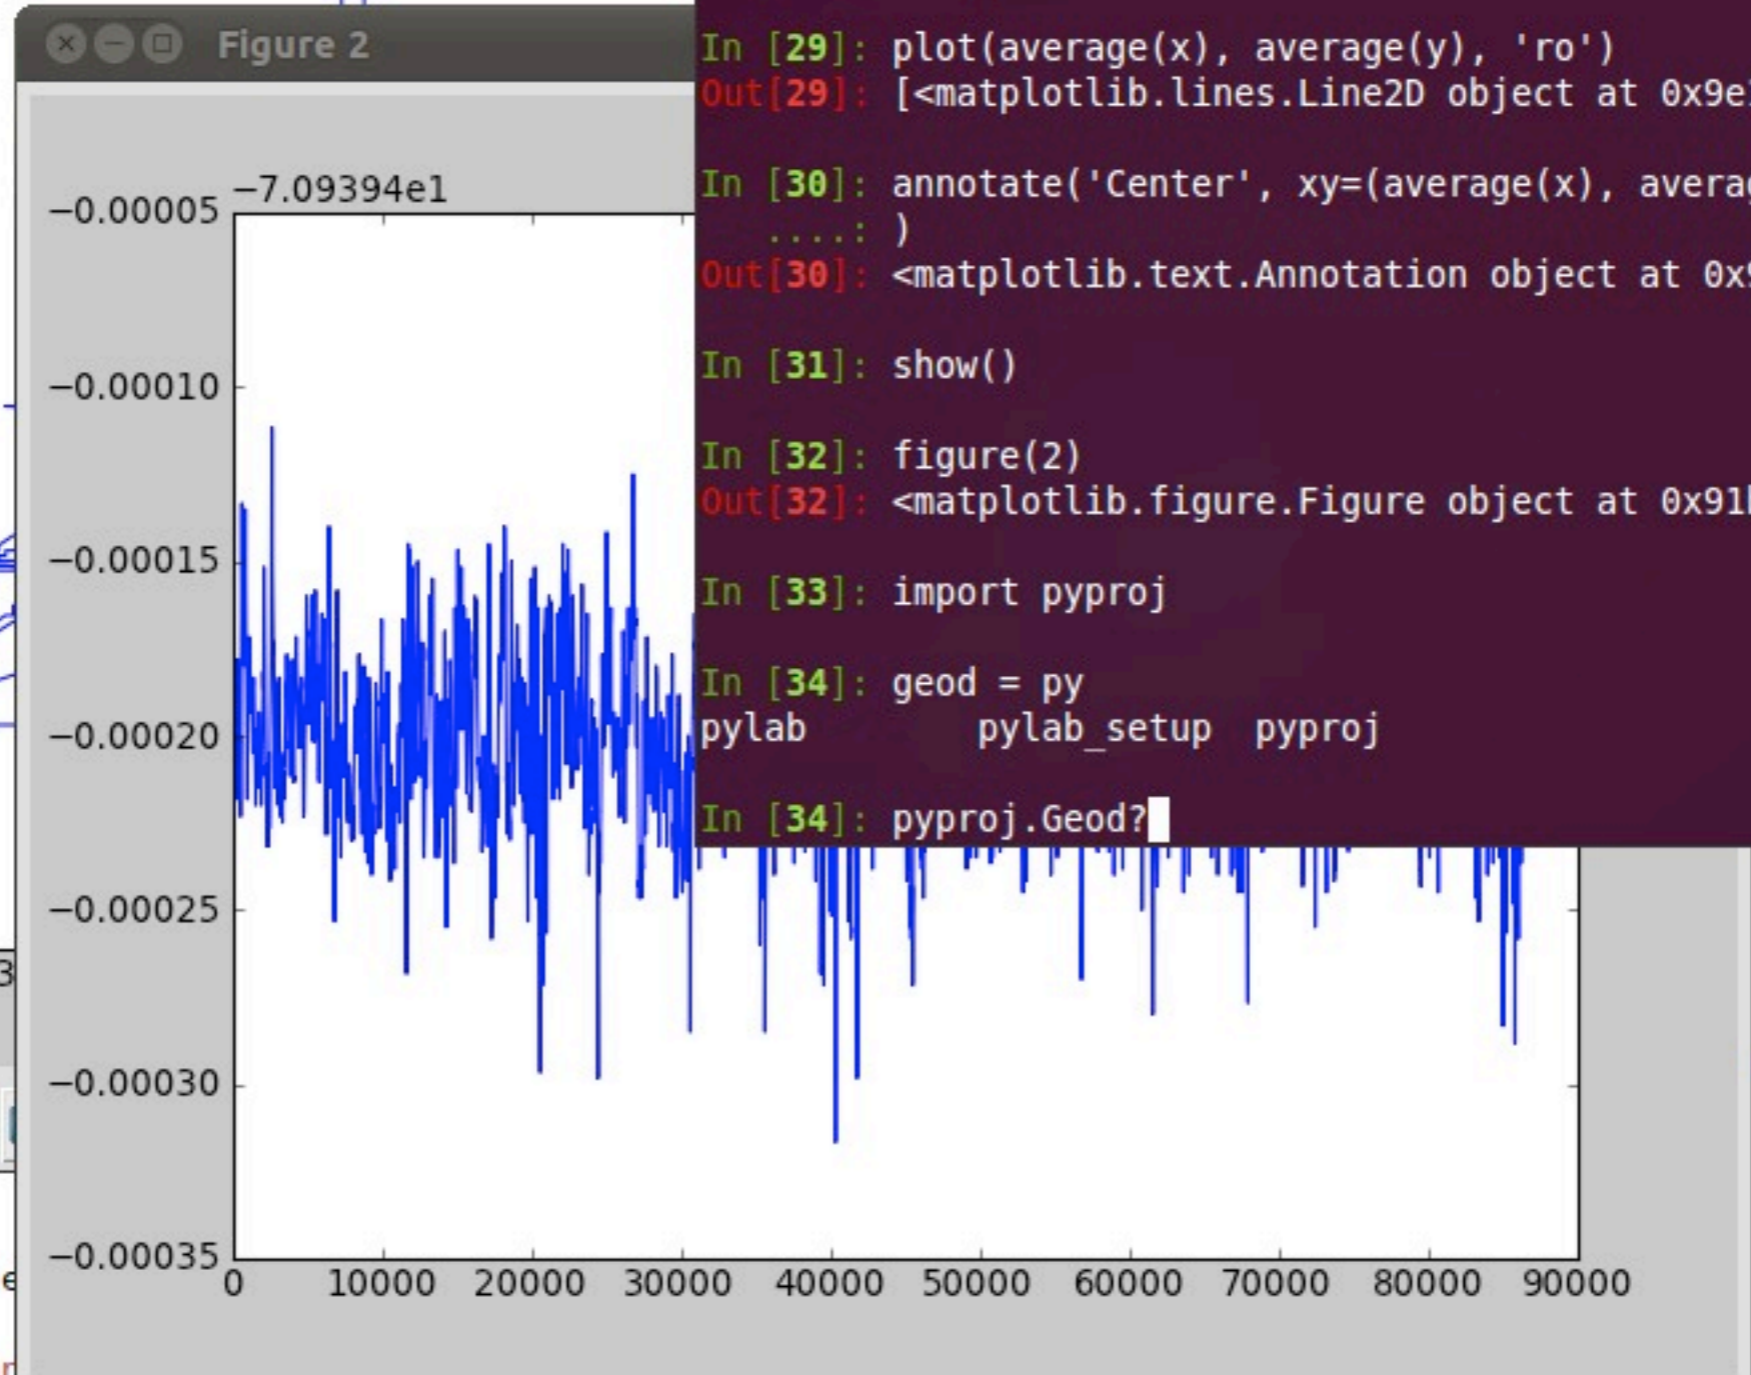 Figure 2
−7.09394e1
−0.00005
−0.00010
−0.00015
−0.00020
−0.00025
−0.00030
−0.00035
0 10000 20000 30000 40000 50000 60000 70000 80000 90000
In [29]: plot(average(x), average(y), 'ro')
Out[29]: [<matplotlib.lines.Line2D object at 0x9e
In [30]: annotate('Center', xy=(average(x), averag
....: )
Out[30]: <matplotlib.text.Annotation object at 0x9
In [31]: show()
In [32]: figure(2)
Out[32]: <matplotlib.figure.Figure object at 0x91
In [33]: import pyproj
In [34]: geod = py
pylab pylab_setup pyproj
In [34]: pyproj.Geod?
3
e